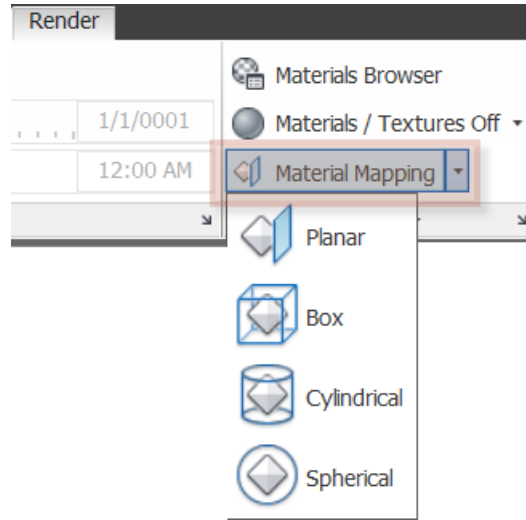 Render
Materials Browser
1/1/0001
Materials / Textures Off
12:00 AM
Material Mapping
Planar
Box
Cylindrical
Spherical